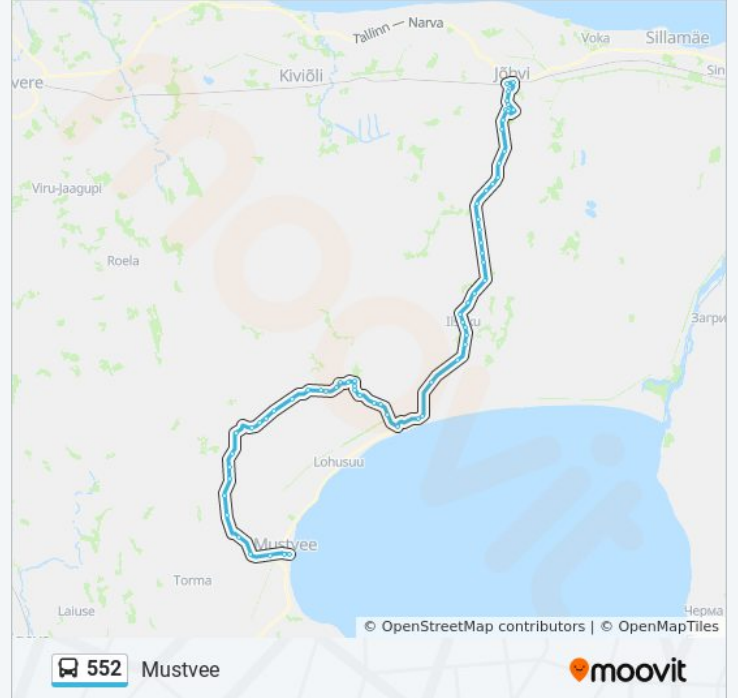 Tallinn — Narva
Voka
Sillamäe
Kiviõli
Jõhvi
Sin
vere
Viru-Jaagupi
Roela
Загри
moovit
Lohusuu
Mustvee
Torma
Laiuse
Черма
© OpenStreetMap contributors | © OpenMapTiles
552 Mustvee
moovit